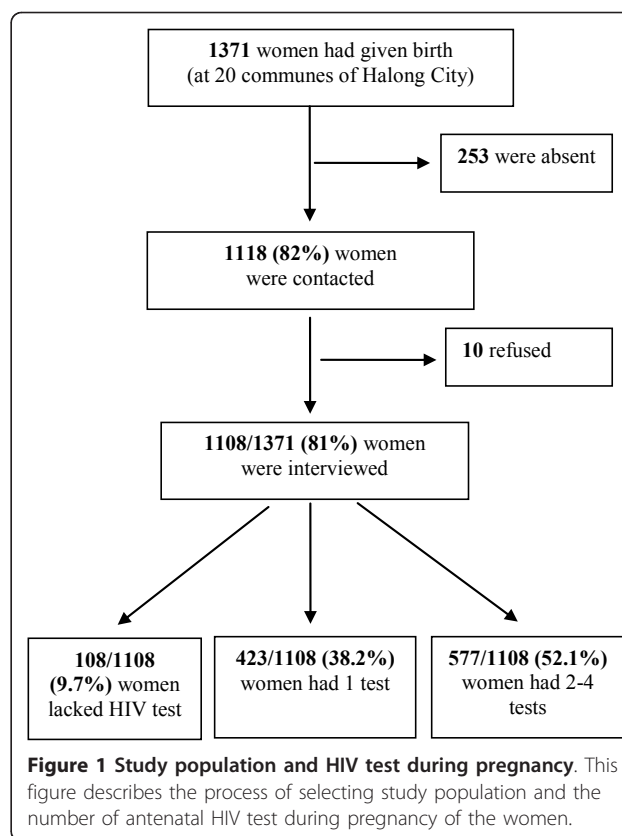 1371 women had given birth
(at 20 communes of Halong City)
253 were absent
1118 (82%) women
were contacted
10 refused
1108/1371 (81%) women
were interviewed
108/1108
(9.7%) women
lacked HIV test
423/1108 (38.2%)
women had 1 test
577/1108 (52.1%)
women had 2-4
tests
Figure 1 Study population and HIV test during pregnancy. This
figure describes the process of selecting study population and the
number of antenatal HIV test during pregnancy of the women.